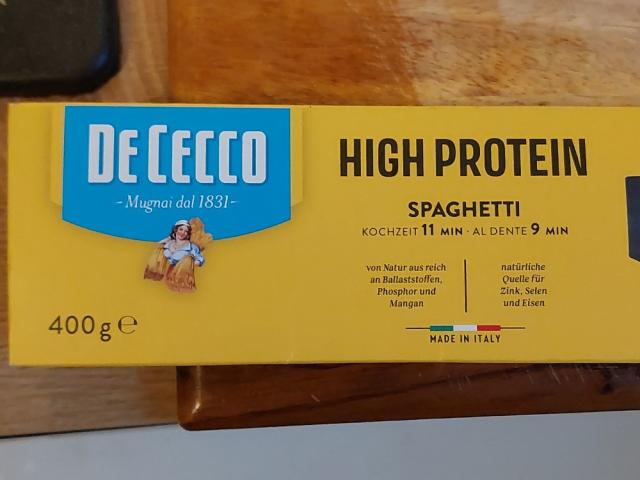 DE CECCO
-Mugnai dal 1831-
400g ℮
HIGH PROTEIN
SPAGHETTI
KOCHZEIT 11 MIN · AL DENTE 9 MIN
von Natur aus reich
an Ballaststoffen,
Phosphor und
Mangan
natürliche
Quelle für
Zink, Selen
und Eisen
MADE IN ITALY